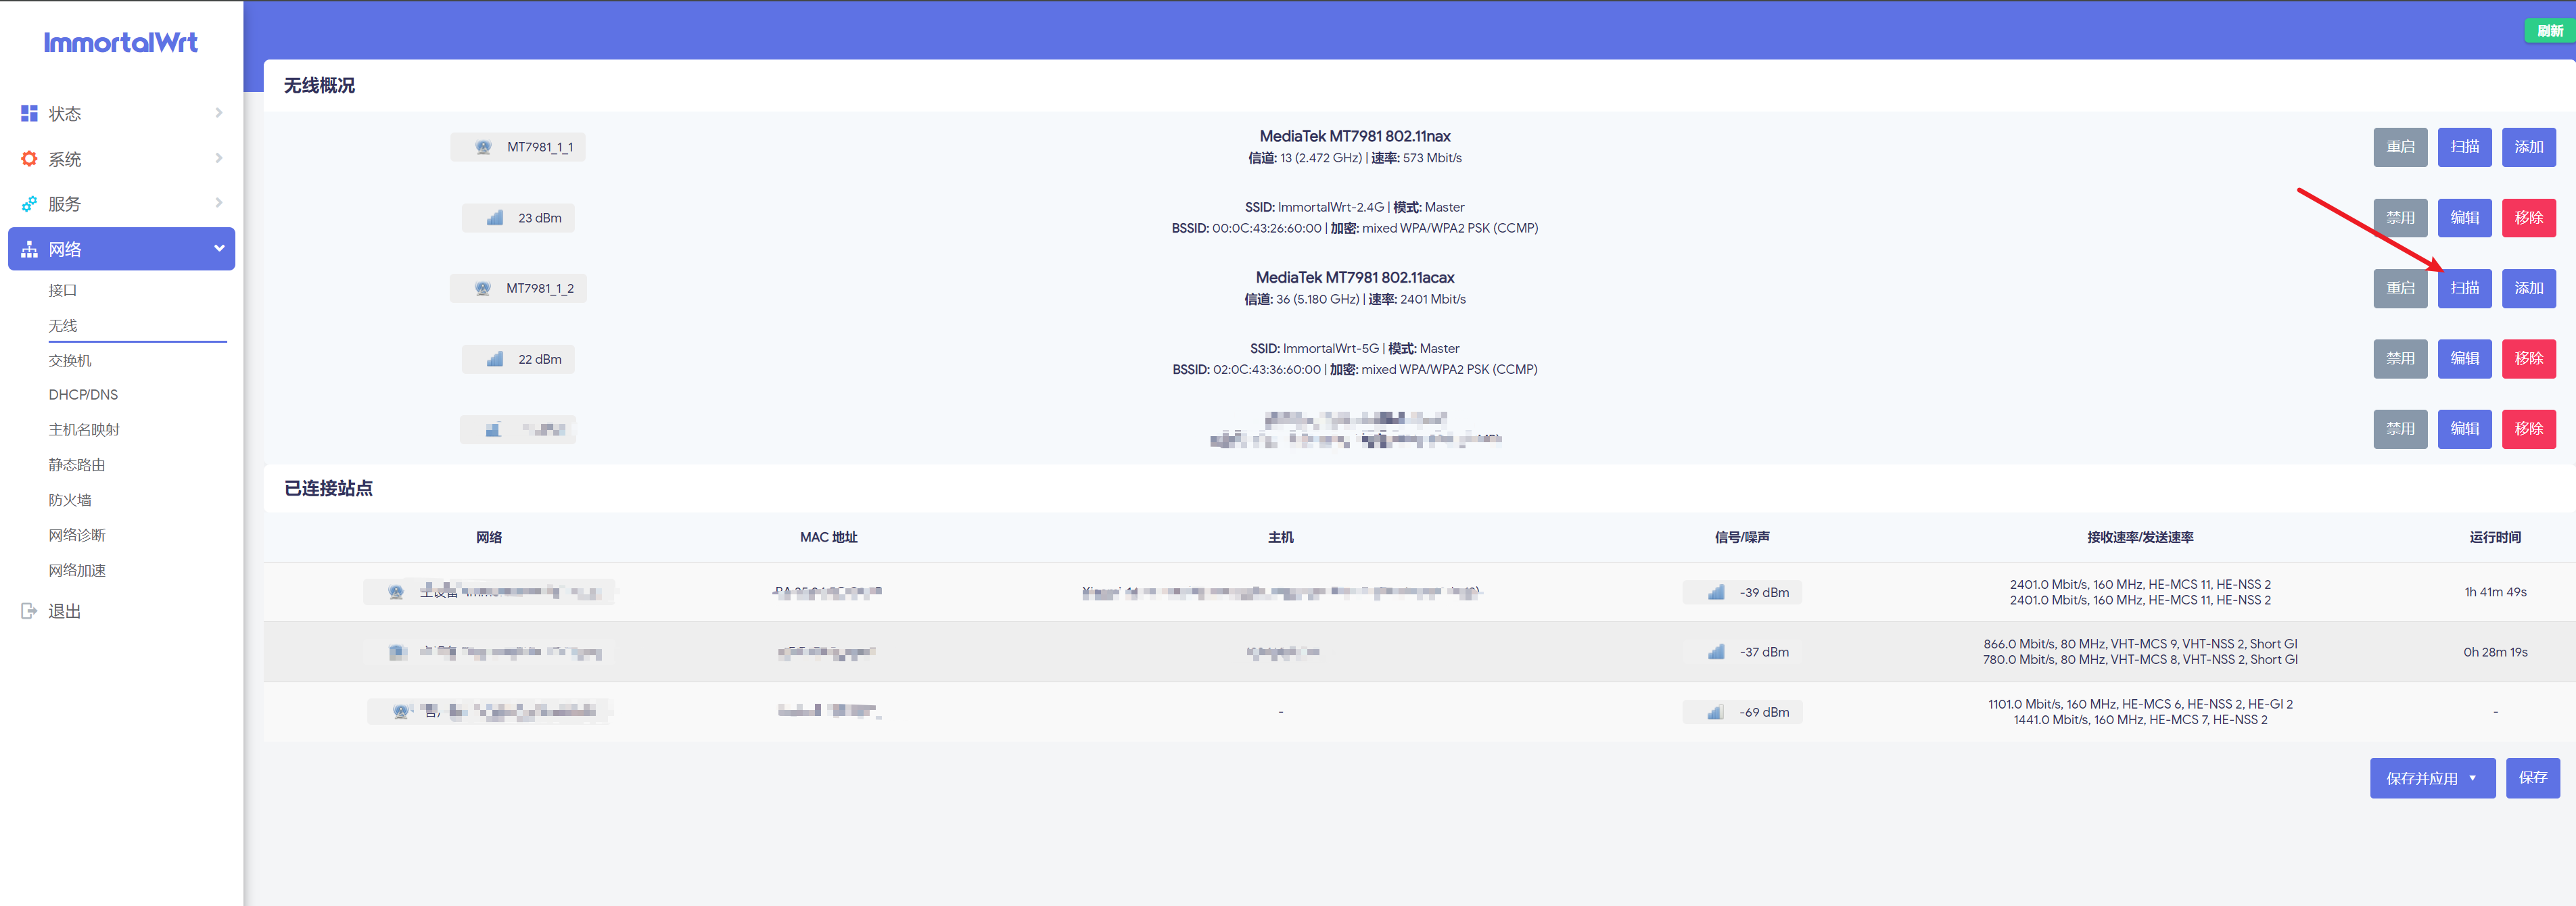 ImmortalWrt
刷新
状态
系统
服务
网络
接口
无线
交换机
DHCP/DNS
主机名映射
静态路由
防火墙
网络诊断
网络加速
退出
无线概况
MT7981_1_1
MediaTek MT7981 802.11nax
信道: 13 (2.472 GHz) | 速率: 573 Mbit/s
重启 扫描 添加
23 dBm
SSID: ImmortalWrt-2.4G | 模式: Master
BSSID: 00:0C:43:26:60:00 | 加密: mixed WPA/WPA2 PSK (CCMP)
禁用 编辑 移除
MT7981_1_2
MediaTek MT7981 802.11acax
信道: 36 (5.180 GHz) | 速率: 2401 Mbit/s
重启 扫描 添加
22 dBm
SSID: ImmortalWrt-5G | 模式: Master
BSSID: 02:0C:43:36:60:00 | 加密: mixed WPA/WPA2 PSK (CCMP)
禁用 编辑 移除
禁用 编辑 移除
已连接站点
网络 MAC 地址 主机 信号/噪声 接收速率/发送速率 运行时间
-39 dBm
2401.0 Mbit/s, 160 MHz, HE-MCS 11, HE-NSS 2
2401.0 Mbit/s, 160 MHz, HE-MCS 11, HE-NSS 2
1h 41m 49s
-37 dBm
866.0 Mbit/s, 80 MHz, VHT-MCS 9, VHT-NSS 2, Short GI
780.0 Mbit/s, 80 MHz, VHT-MCS 8, VHT-NSS 2, Short GI
0h 28m 19s
-
-69 dBm
1101.0 Mbit/s, 160 MHz, HE-MCS 6, HE-NSS 2, HE-GI 2
1441.0 Mbit/s, 160 MHz, HE-MCS 7, HE-NSS 2
-
保存并应用 保存